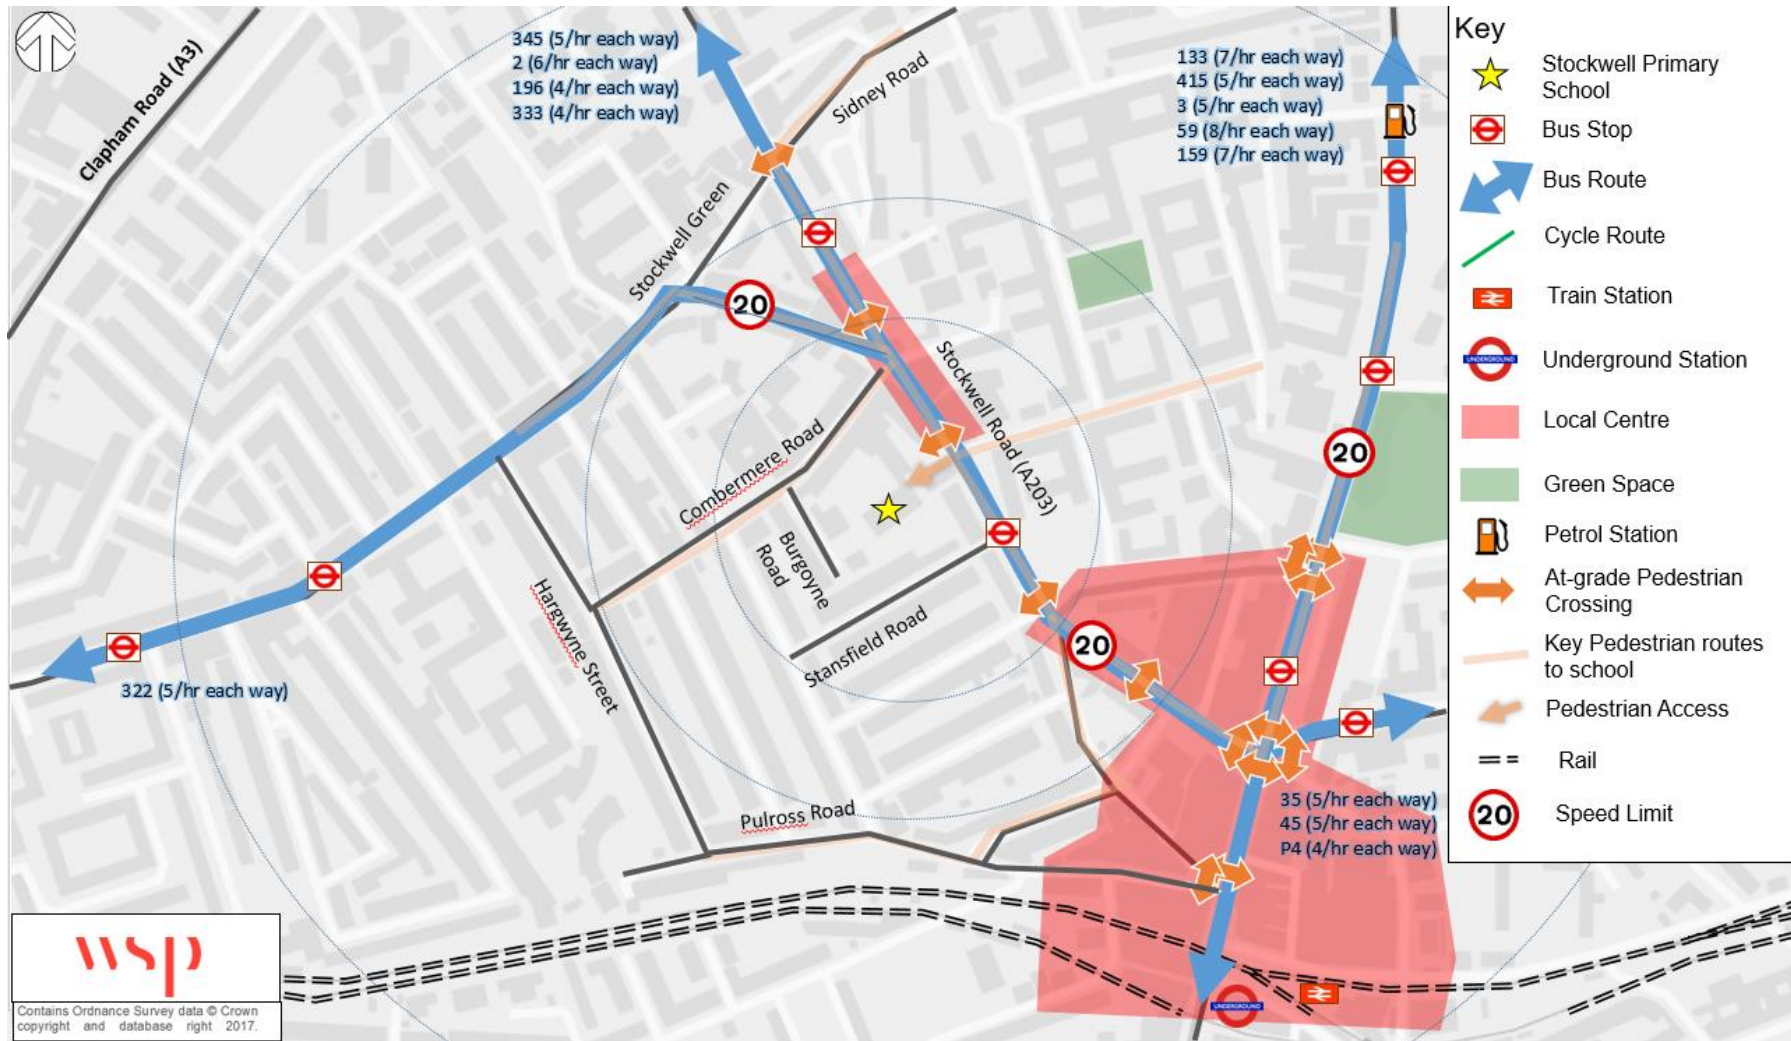 345 (5/hr each way)
2 (6/hr each way)
196 (4/hr each way)
333 (4/hr each way)
133 (7/hr each way)
415 (5/hr each way)
3 (5/hr each way)
59 (8/hr each way)
159 (7/hr each way)
Clapham Road (A3)
Sidney Road
Stockwell Green
20
Stockwell Road (A203)
20
Combermere Road
Burgoyne
Road
Hargwyne Street
Stansfield Road
20
322 (5/hr each way)
35 (5/hr each way)
45 (5/hr each way)
P4 (4/hr each way)
Pulross Road
UNDERGROUND
wsp
Contains Ordnance Survey data © Crown
copyright and database right 2017.
Key
Stockwell Primary
School
Bus Stop
Bus Route
Cycle Route
Train Station
UNDERGROUND
Underground Station
Local Centre
Green Space
Petrol Station
At-grade Pedestrian
Crossing
Key Pedestrian routes
to school
Pedestrian Access
Rail
20
Speed Limit